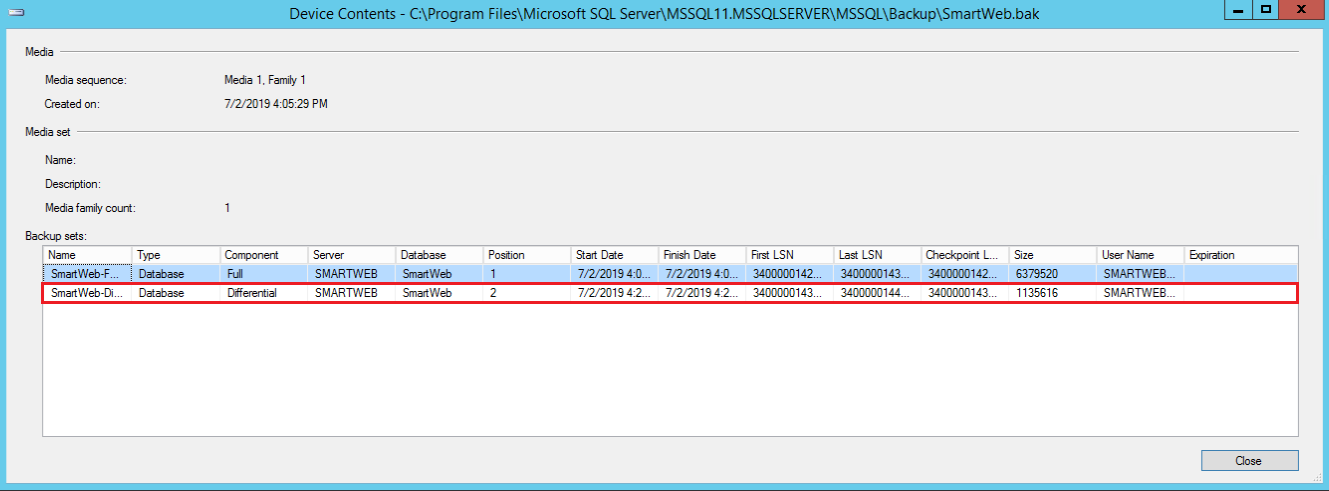 Device Contents - C:\Program Files\Microsoft SQL Server\MSSQL11.MSSQLSERVER\MSSQL\Backup\SmartWeb.bak
Media
Media sequence: Media 1, Family 1
Created on: 7/2/2019 4:05:29 PM
Media set
Name:
Description:
Media family count: 1
Backup sets:
Name Type Component Server Database Position Start Date Finish Date First LSN Last LSN Checkpoint L... Size User Name Expiration
SmartWeb-F... Database Full SMARTWEB SmartWeb 1 7/2/2019 4:0... 7/2/2019 4:0... 3400000142... 3400000143... 3400000142... 6379520 SMARTWEB...
SmartWeb-Di... Database Differential SMARTWEB SmartWeb 2 7/2/2019 4:2... 7/2/2019 4:2... 3400000143... 3400000144... 3400000143... 1135616 SMARTWEB...
Close